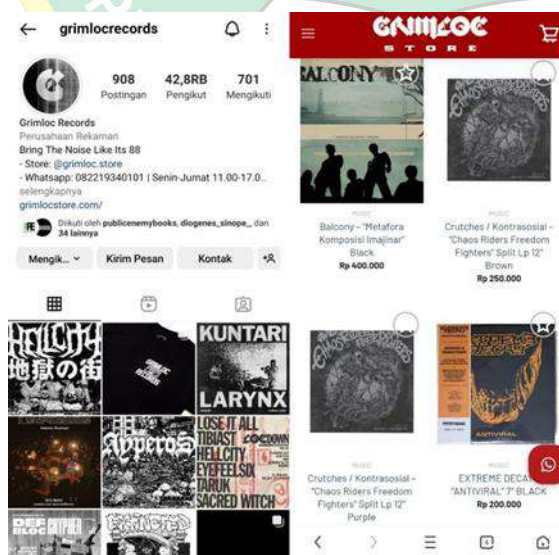 grimlocrecords
908
42,8RB
701
Postingan
Pengikut
Mengikuti
Grimloc Records
Perusahaan Rekaman
Bring The Noise Like Its 88
- Store: @grimloc.store
- Whatsapp: 082219340101 | Senin-Jumat 11.00-17.0...
selengkapnya
grimlocstore.com/
Diikuti oleh publicenemybooks, diogenes_sinope_, dan
34 lainnya
Mengik...
Kirim Pesan
Kontak
HELLCITY
地獄の街
KUNTARI
LARYNX
LOSE IT ALL
TIBIAST
HELLCITY
EYEFEELSIX
TARUK
SACRED WITCH
GRIMLOC
STORE
BALCONY
MUSIC
Balcony – "Metafora
Komposisi Imajinar"
Black
Rp 400.000
MUSIC
Crutches / Kontrasosial –
"Chaos Riders Freedom
Fighters" Split Lp 12"
Brown
Rp 250.000
MUSIC
Crutches / Kontrasosial –
"Chaos Riders Freedom
Fighters" Split Lp 12"
Purple
ANTIVIRAL
MUSIC
EXTREME DECA
"ANTIVIRAL" 7" BLACK
Rp 200.000